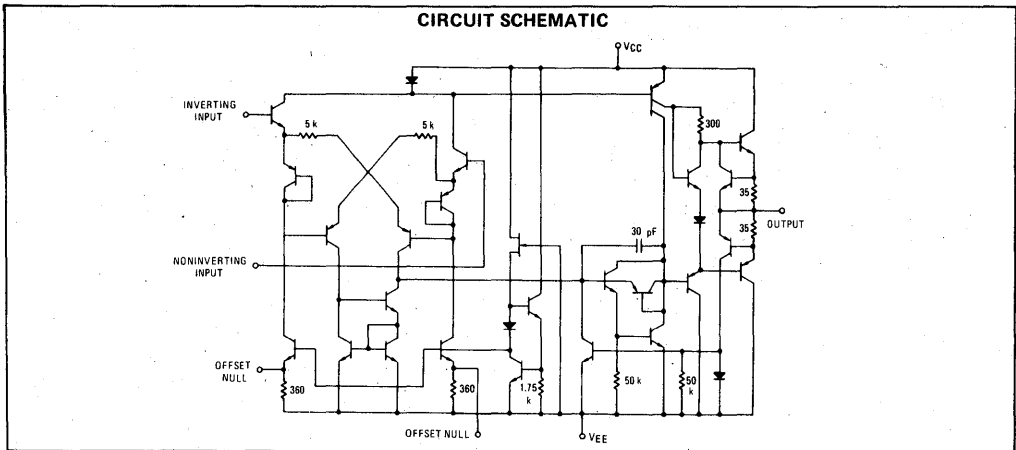 CIRCUIT SCHEMATIC
VCC
INVERTING
INPUT
5 k
5 k
300
35
OUTPUT
35
30 pF
NONINVERTING
INPUT
OFFSET
NULL
360
360
1.75
k
50 k
50
k
OFFSET NULL
VEE